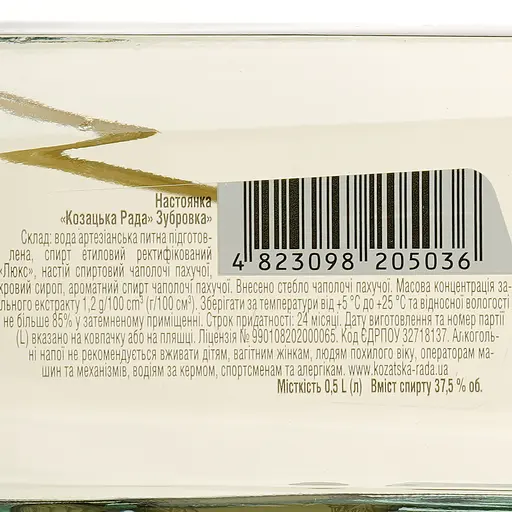 Настоянка
«Козацька Рада» Зубровка»
Склад: вода артезіанська питна підготов-
лена, спирт етиловий ректифікований
«Люкс», настій спиртовий чаполочі пахучої,
кровий сироп, ароматний спирт чаполочі пахучої. Внесено стебло чаполочі пахучої. Масова концентрація за-
льного екстракту 1,2 g/100 cm³ (г/100 см³). Зберігати за температури від +5 °С до +25 °С та відносної вологості
не більше 85% у затемненому приміщенні. Строк придатності: 24 місяці. Дату виготовлення та номер партії
(L) вказано на ковпачку або на пляшці. Ліцензія № 990108202000065. Код ЄДРПОУ 32718137. Алкоголь-
ні напої не рекомендується вживати дітям, вагітним жінкам, людям похилого віку, операторам ма-
шин та механізмів, водіям за кермом, спортсменам та алергікам. www.kozatska-rada.ua
Місткість 0,5 L (л) Вміст спирту 37,5 % об.
4 823098 205036